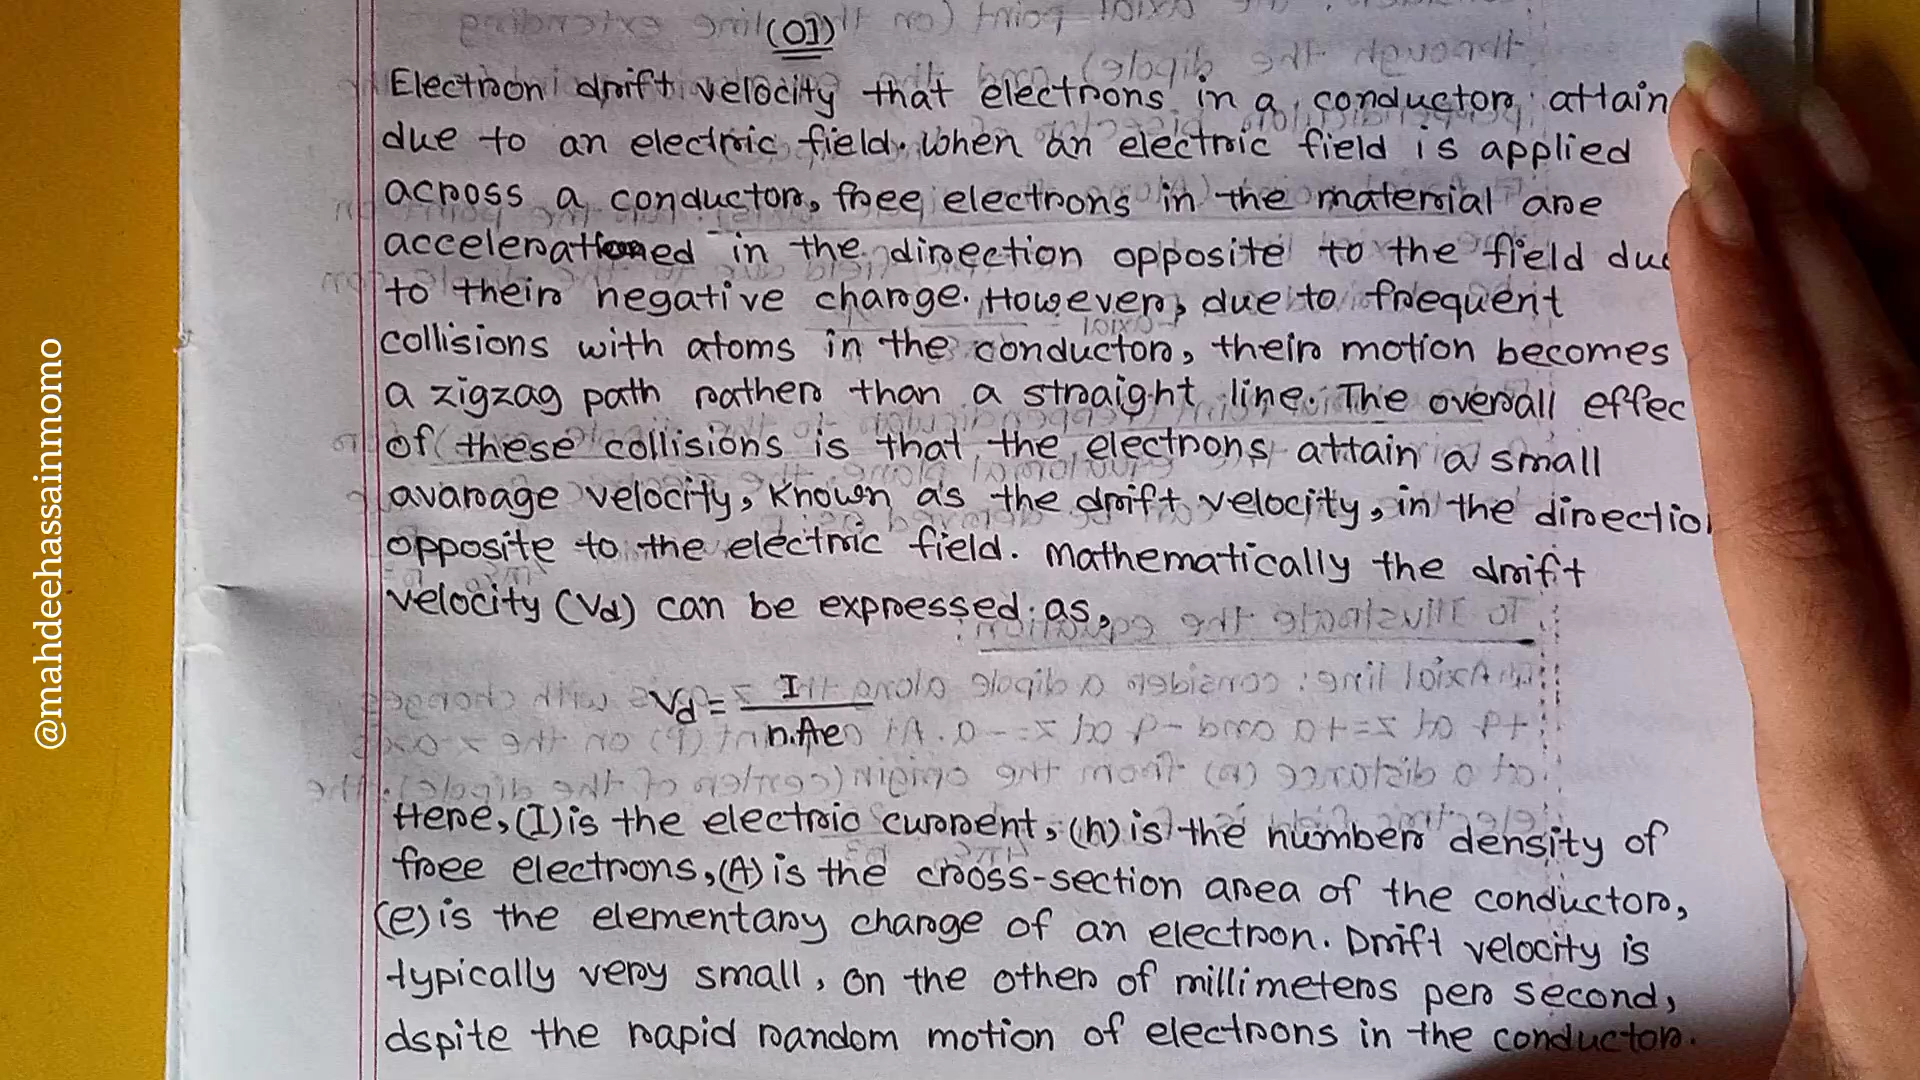 (01)
Electron drift velocity that electrons in a conductor attain
due to an electric field. When an electric field is applied
across a conductor, free electrons in the material are
accelerationed in the direction opposite to the field due
to their negative charge. However, due to frequent
collisions with atoms in the conductor, their motion becomes
a zigzag path rather than a straight line. The overall effec
of these collisions is that the electrons attain a small
avarage velocity, known as the drift velocity, in the directio
opposite to the electric field. Mathematically the drift
velocity (Vd) can be expressed as,
Vd = I / n.Ae
Here, (I) is the electric current, (n) is the number density of
free electrons, (A) is the cross-section area of the conductor,
(e) is the elementary charge of an electron. Drift velocity is
typically very small, on the other of millimeters per second,
dspite the rapid random motion of electrons in the conductor.
@mahdeehassainmomo